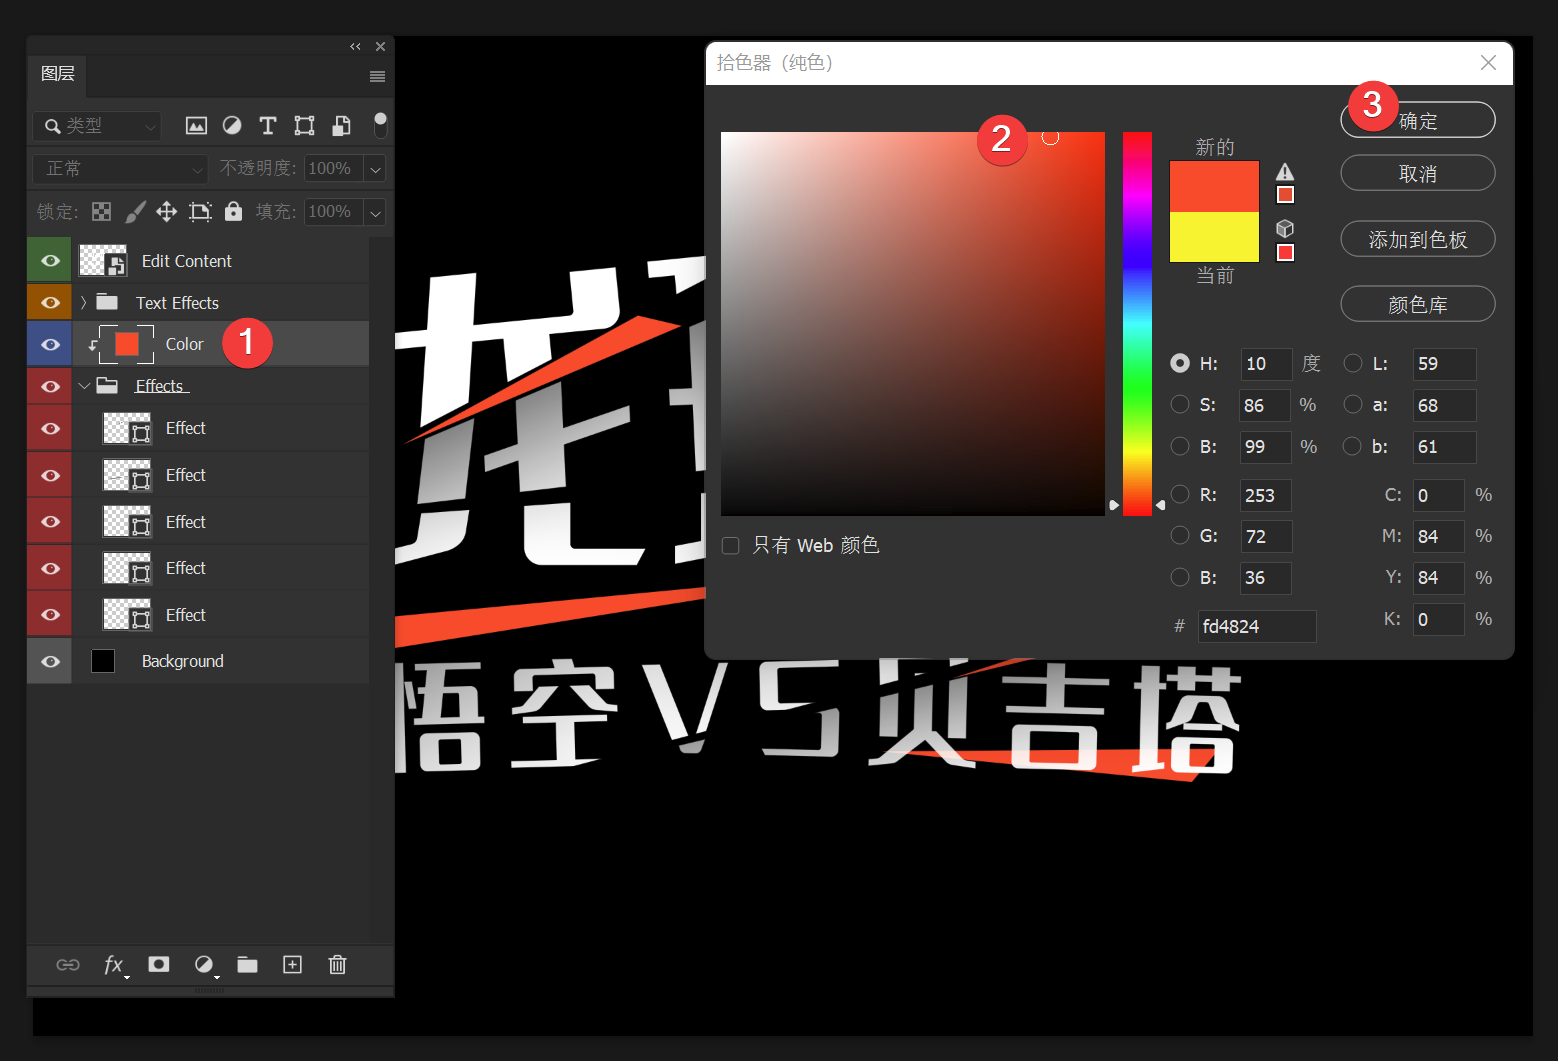 图层
类型
正常
不透明度: 100%
锁定:
填充: 100%
Edit Content
Text Effects
Color
1
Effects
Effect
Effect
Effect
Effect
Effect
Background
fx
拾色器（纯色）
2
3
确定
取消
添加到色板
颜色库
新的
当前
只有 Web 颜色
H: 10 度
S: 86 %
B: 99 %
R: 253
G: 72
B: 36
# fd4824
L: 59
a: 68
b: 61
C: 0 %
M: 84 %
Y: 84 %
K: 0 %
悟空VS贝吉塔